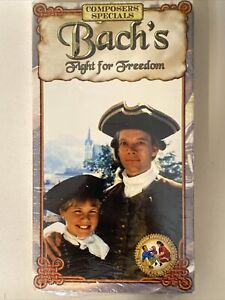 COMPOSERS SPECIALS
Bach's
Fight for Freedom